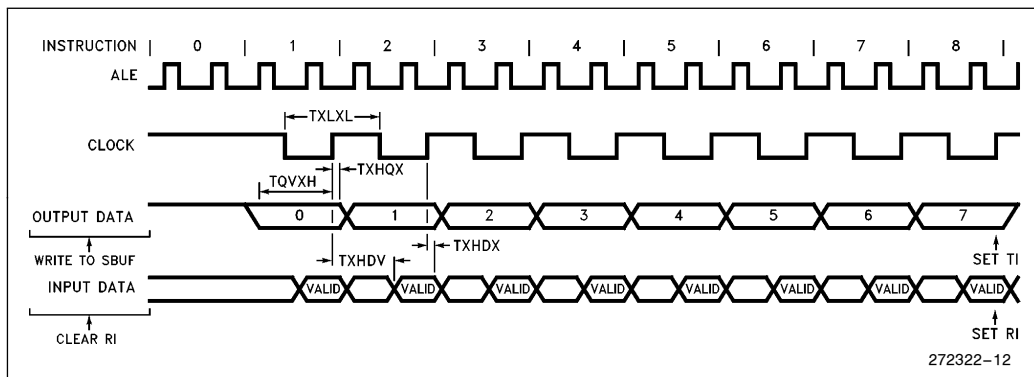 INSTRUCTION | 0 | 1 | 2 | 3 | 4 | 5 | 6 | 7 | 8 |
ALE
TXLXL
CLOCK
TXHQX
TQVXH
OUTPUT DATA 0 1 2 3 4 5 6 7
TXHDX
WRITE TO SBUF TXHDV SET TI
INPUT DATA VALID VALID VALID VALID VALID VALID VALID VALID
CLEAR RI SET RI
272322-12